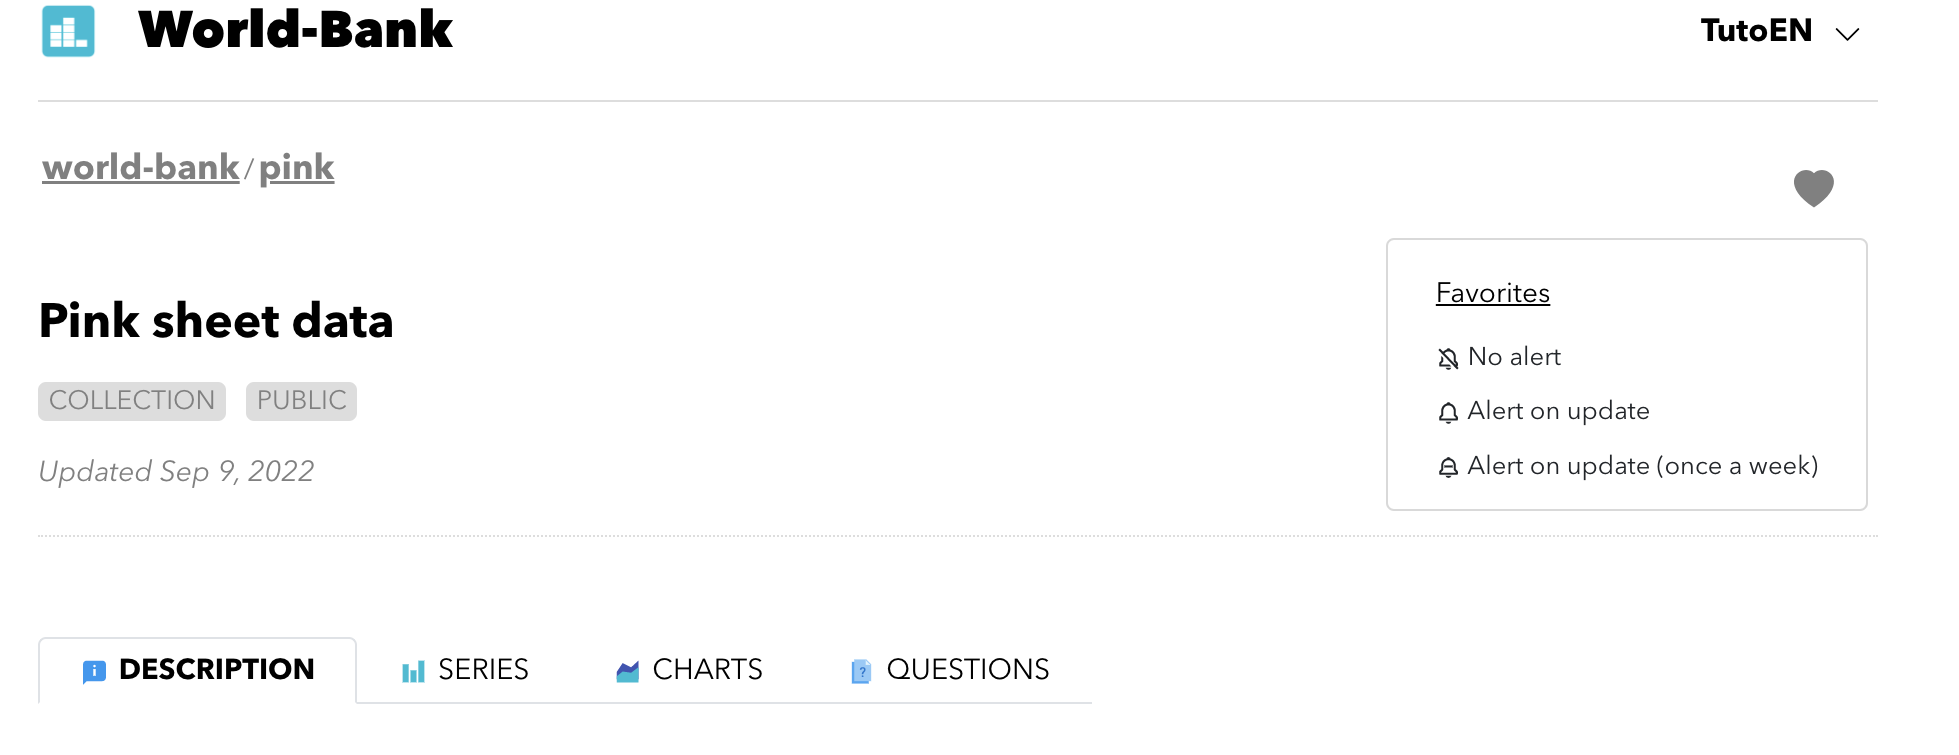 World-Bank
TutoEN
world-bank/pink
Favorites
Pink sheet data
No alert
COLLECTION PUBLIC
Alert on update
Updated Sep 9, 2022
Alert on update (once a week)
DESCRIPTION SERIES CHARTS QUESTIONS